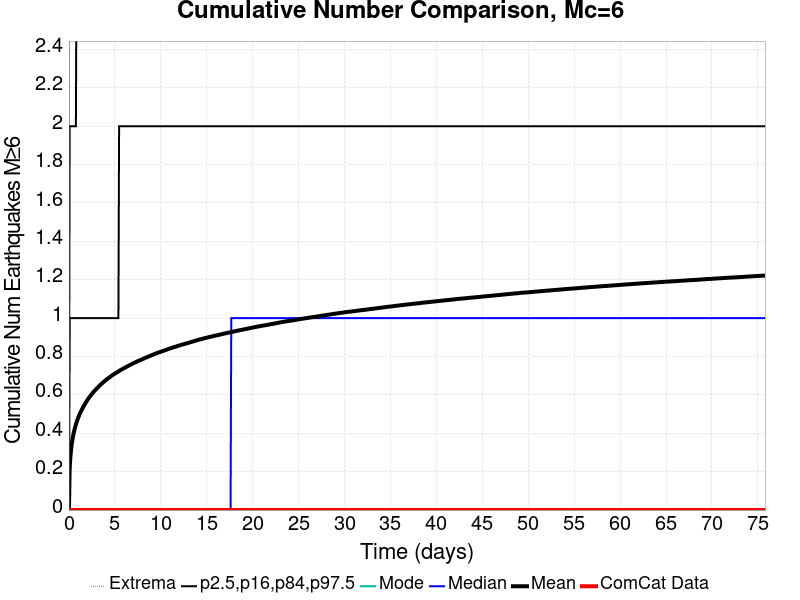 Cumulative Number Comparison, Mc=6
Cumulative Num Earthquakes M≥6
2.4
2.2
2
1.8
1.6
1.4
1.2
1
0.8
0.6
0.4
0.2
0
0 5 10 15 20 25 30 35 40 45 50 55 60 65 70 75
Time (days)
Extrema p2.5,p16,p84,p97.5 Mode Median Mean ComCat Data